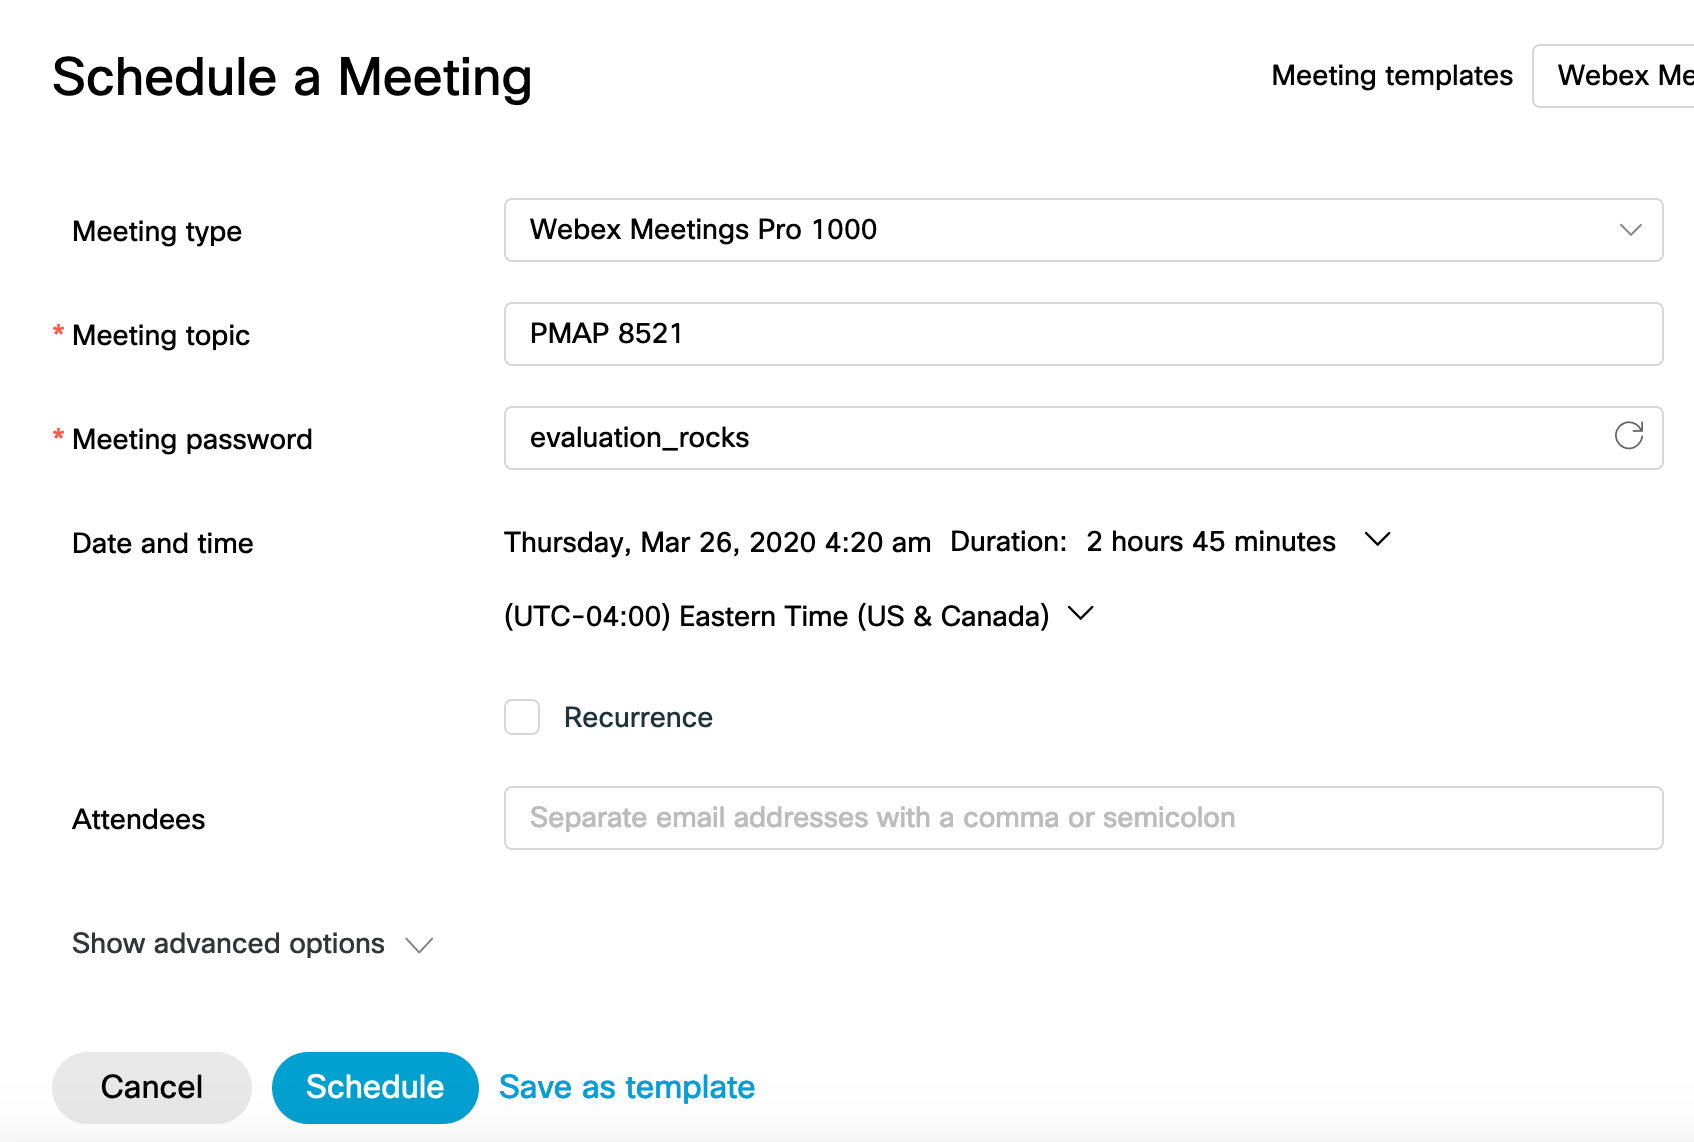 Schedule a Meeting
Meeting templates
Webex Me
Meeting type
Webex Meetings Pro 1000
* Meeting topic
PMAP 8521
* Meeting password
evaluation_rocks
Date and time
Thursday, Mar 26, 2020 4:20 am Duration: 2 hours 45 minutes
(UTC-04:00) Eastern Time (US & Canada)
Recurrence
Attendees
Separate email addresses with a comma or semicolon
Show advanced options
Cancel
Schedule
Save as template